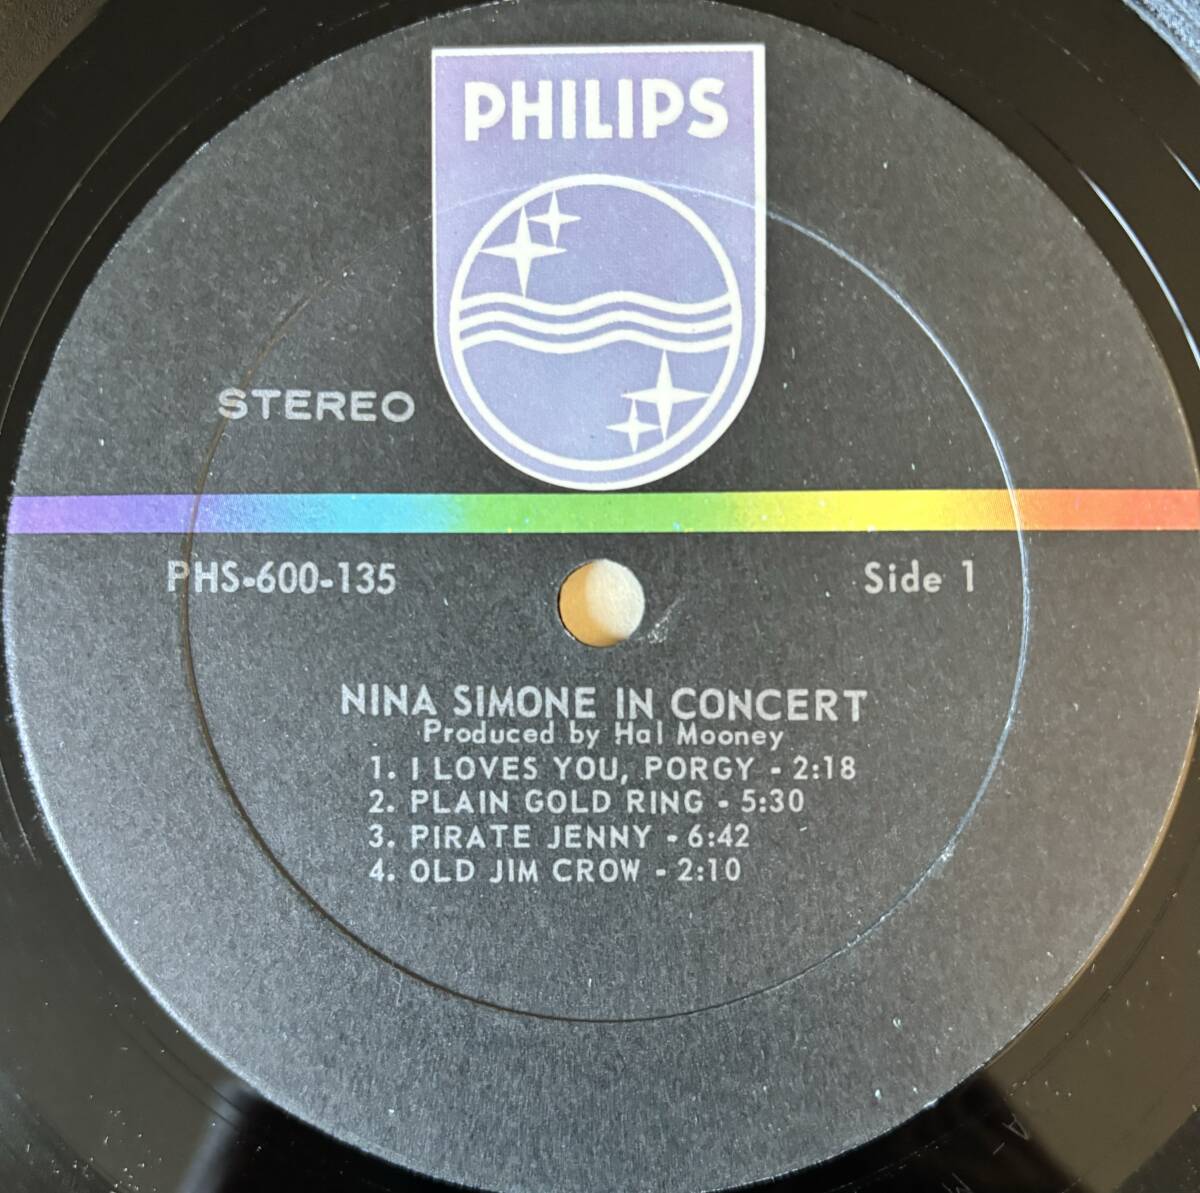 PHILIPS
STEREO
PHS-600-135
Side 1
NINA SIMONE IN CONCERT
Produced by Hal Mooney
1. I LOVES YOU, PORGY - 2:18
2. PLAIN GOLD RING - 5:30
3. PIRATE JENNY - 6:42
4. OLD JIM CROW - 2:10